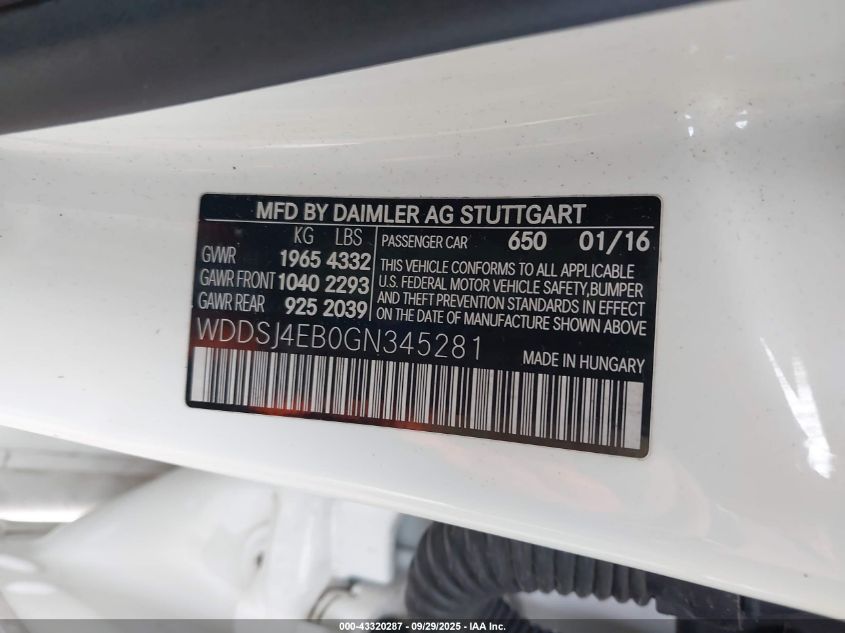 MFD BY DAIMLER AG STUTTGART
KG LBS
GVWR 1965 4332
GAWR FRONT 1040 2293
GAWR REAR 925 2039
PASSENGER CAR 650 01/16
THIS VEHICLE CONFORMS TO ALL APPLICABLE
U.S. FEDERAL MOTOR VEHICLE SAFETY,BUMPER
AND THEFT PREVENTION STANDARDS IN EFFECT
ON THE DATE OF MANUFACTURE SHOWN ABOVE
WDDSJ4EB0GN345281
MADE IN HUNGARY
000-43320287 - 09/29/2025 - IAA Inc.